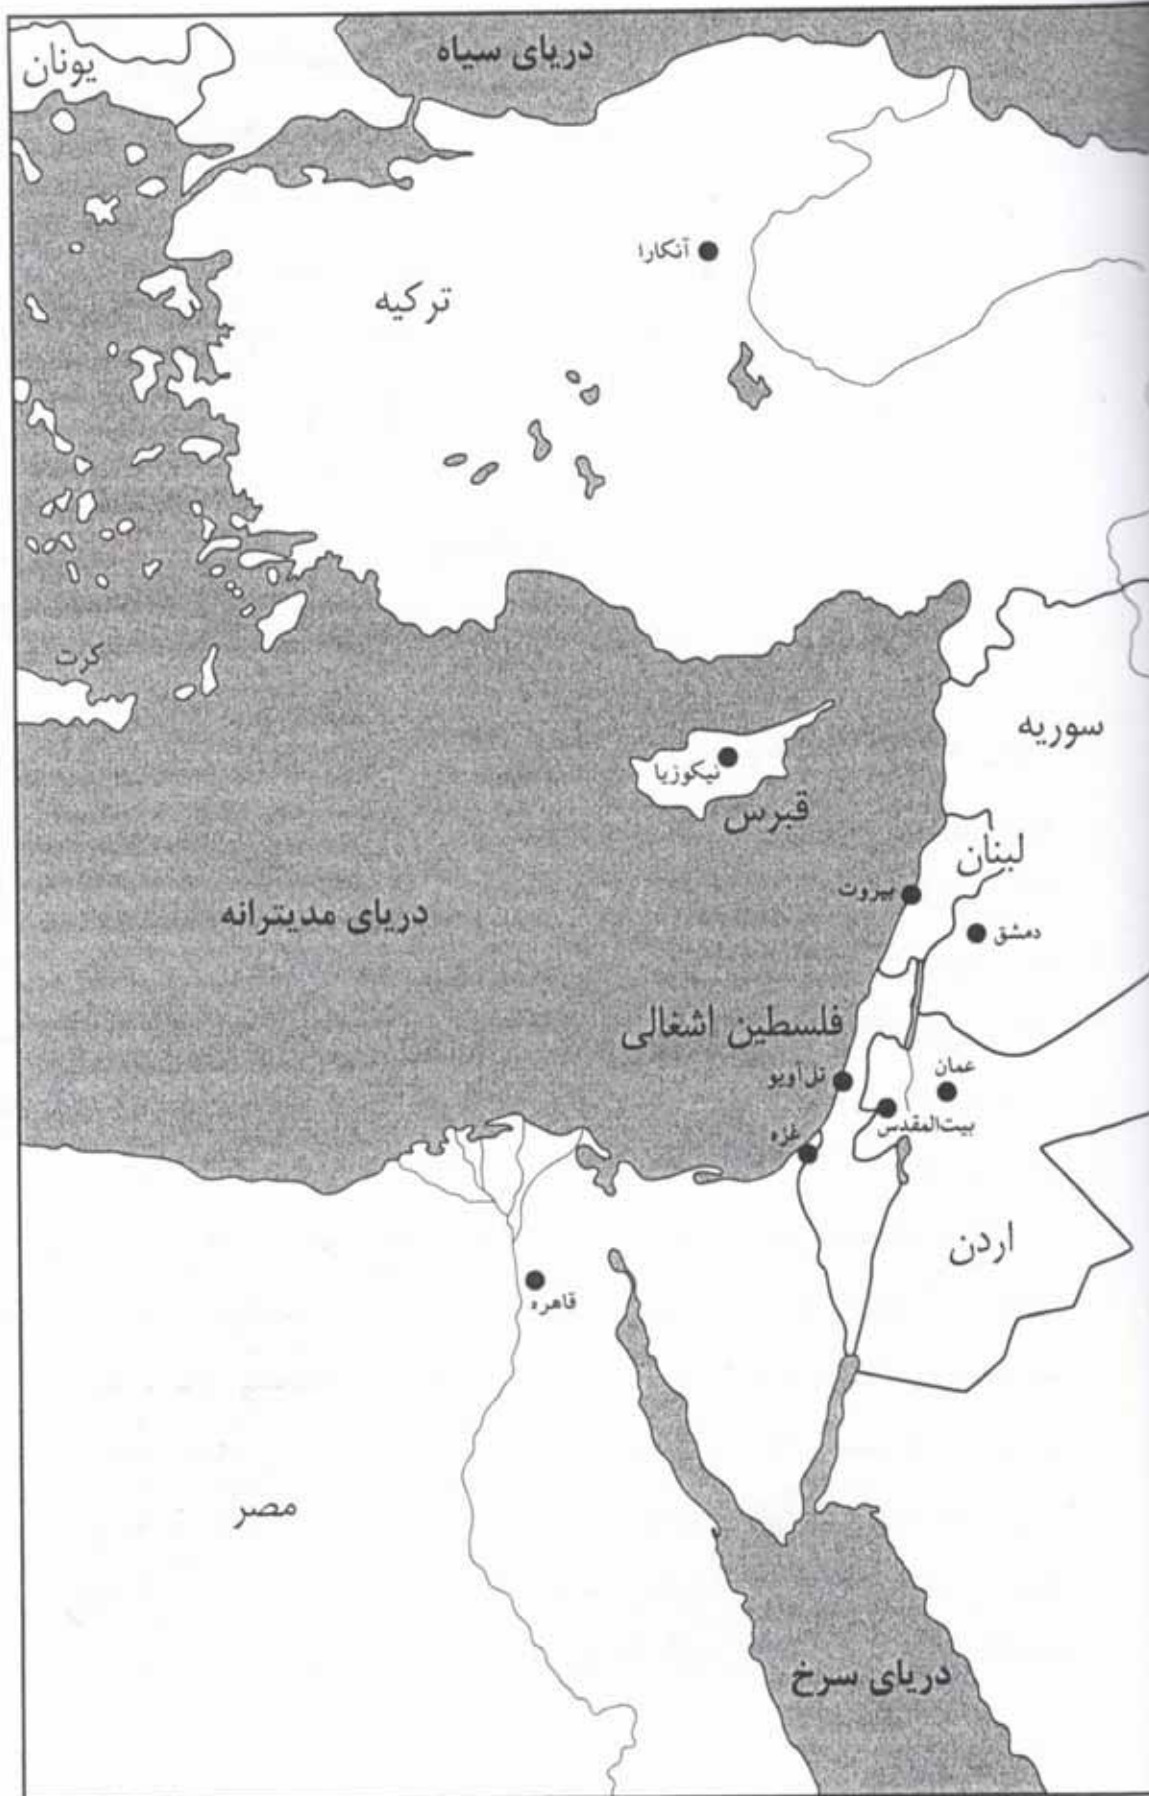 دریای سیاه
یونان
آنکارا
ترکیه
کرت
سوریه
نیکوزیا
قبرس
لبنان
بیروت
دریای مدیترانه
دمشق
فلسطین اشغالی
عمان
تل‌آویو
بیت‌المقدس
غزه
اردن
قاهره
مصر
دریای سرخ